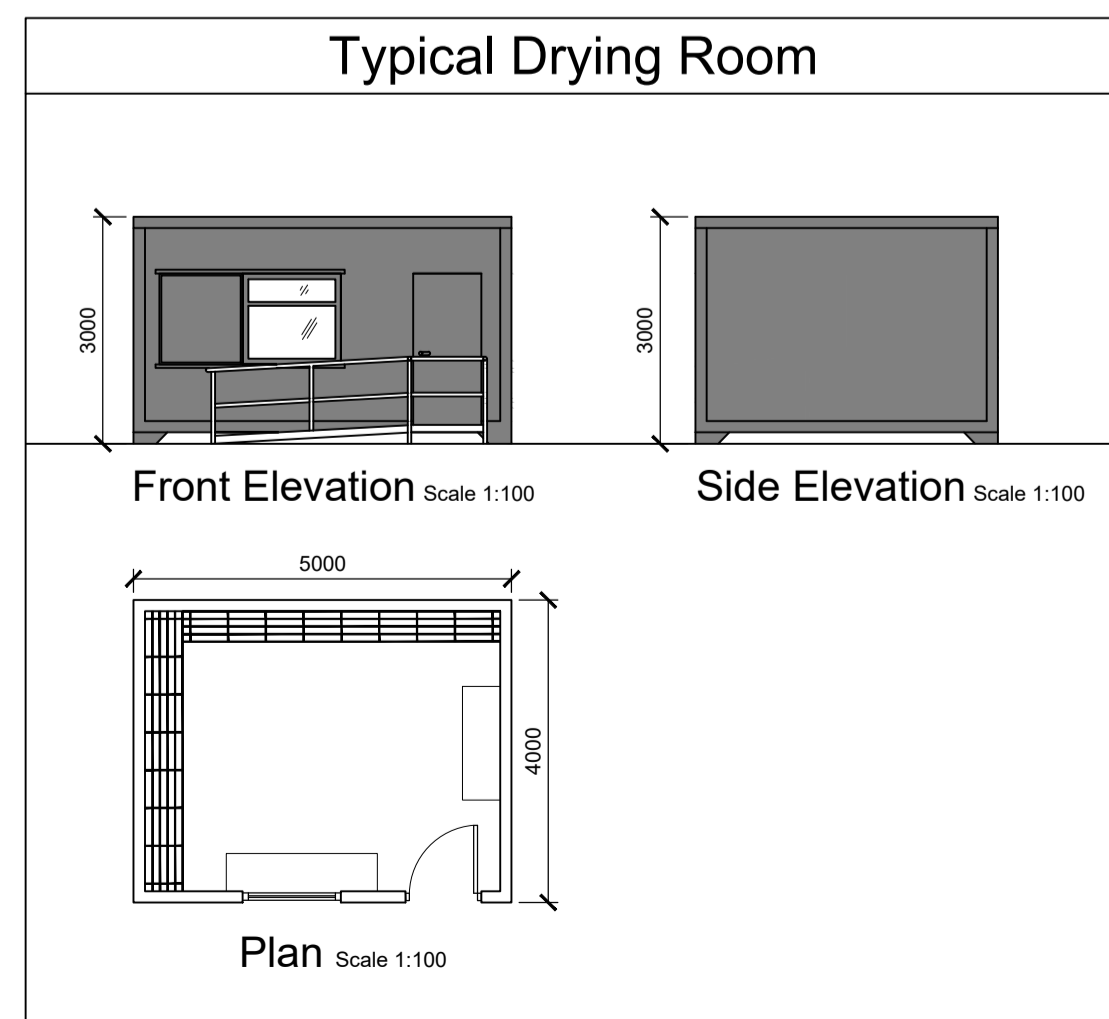 Typical Drying Room
3000
3000
Front Elevation Scale 1:100
Side Elevation Scale 1:100
5000
4000
Plan Scale 1:100